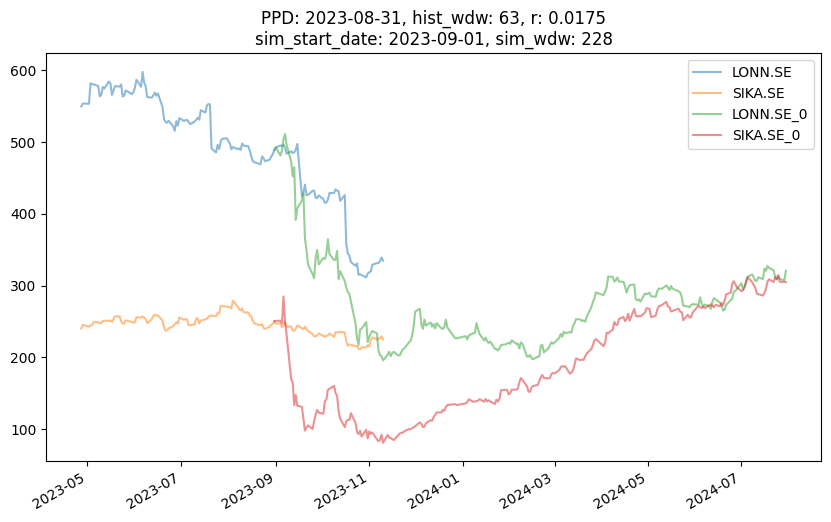 PPD: 2023-08-31, hist_wdw: 63, r: 0.0175
sim_start_date: 2023-09-01, sim_wdw: 228
LONN.SE
SIKA.SE
LONN.SE_0
SIKA.SE_0
600
500
400
300
200
100
2023-05
2023-07
2023-09
2023-11
2024-01
2024-03
2024-05
2024-07